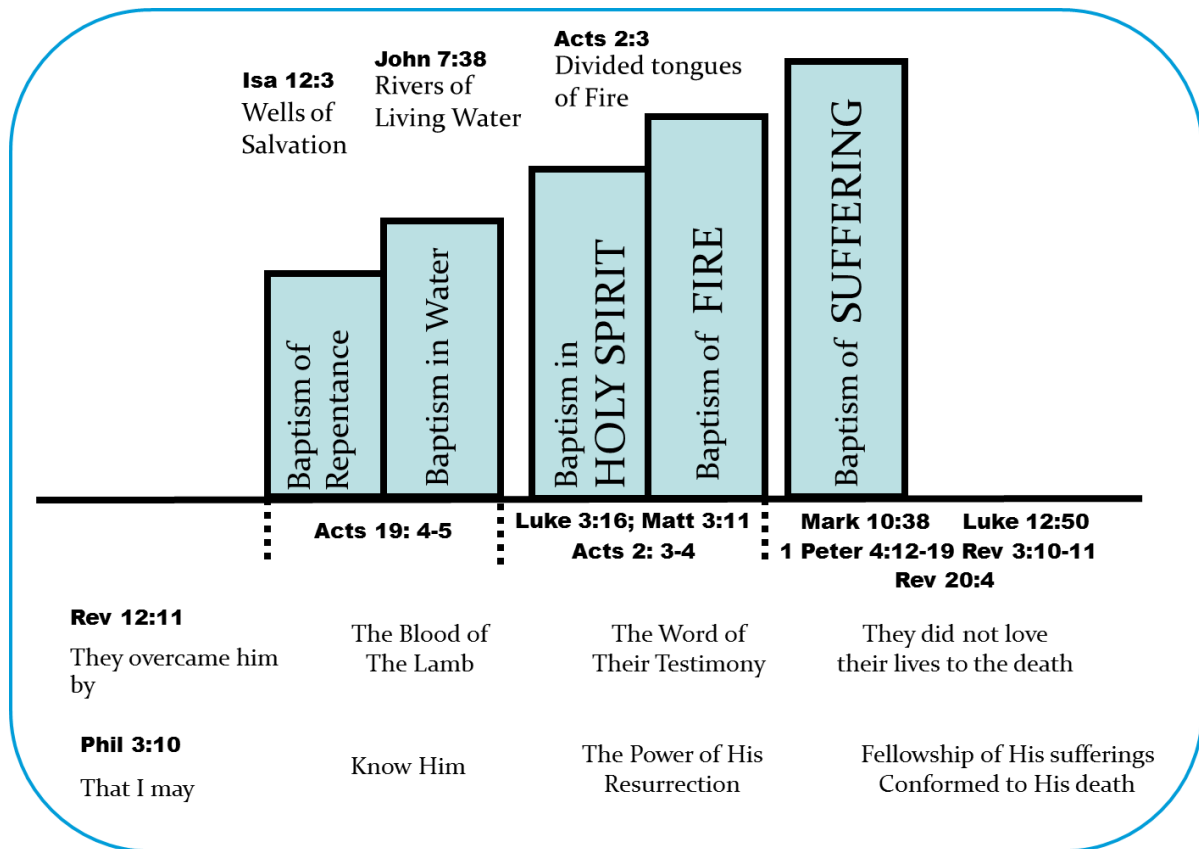 Isa 12:3
Wells of
Salvation
John 7:38
Rivers of
Living Water
Acts 2:3
Divided tongues
of Fire
Baptism of
Repentance
Baptism in Water
Baptism in
HOLY SPIRIT
Baptism of FIRE
Baptism of SUFFERING
Acts 19: 4-5
Luke 3:16; Matt 3:11
Acts 2: 3-4
Mark 10:38 Luke 12:50
1 Peter 4:12-19 Rev 3:10-11
Rev 20:4
Rev 12:11
They overcame him
by
The Blood of
The Lamb
The Word of
Their Testimony
They did not love
their lives to the death
Phil 3:10
That I may
Know Him
The Power of His
Resurrection
Fellowship of His sufferings
Conformed to His death